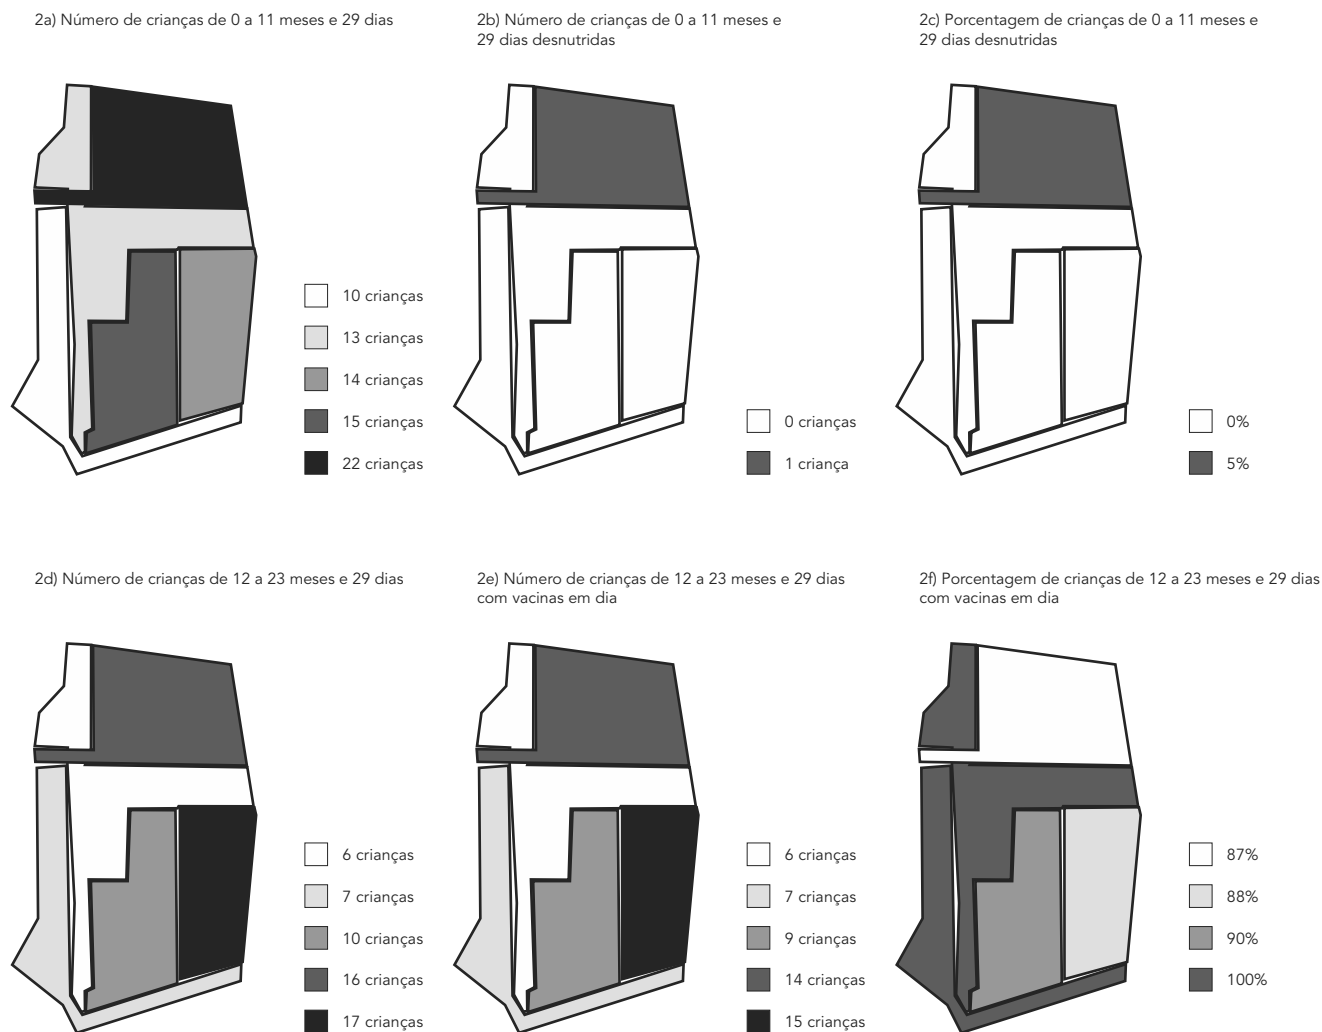 2a) Número de crianças de 0 a 11 meses e 29 dias
10 crianças
13 crianças
14 crianças
15 crianças
22 crianças
2b) Número de crianças de 0 a 11 meses e
29 dias desnutridas
0 crianças
1 criança
2c) Porcentagem de crianças de 0 a 11 meses e
29 dias desnutridas
0%
5%
2d) Número de crianças de 12 a 23 meses e 29 dias
6 crianças
7 crianças
10 crianças
16 crianças
17 crianças
2e) Número de crianças de 12 a 23 meses e 29 dias
com vacinas em dia
6 crianças
7 crianças
9 crianças
14 crianças
15 crianças
2f) Porcentagem de crianças de 12 a 23 meses e 29 dias
com vacinas em dia
87%
88%
90%
100%